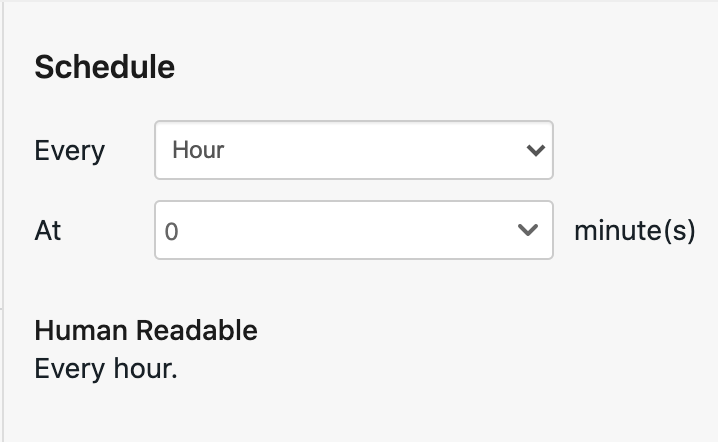 Schedule
Every Hour
At 0 minute(s)
Human Readable
Every hour.